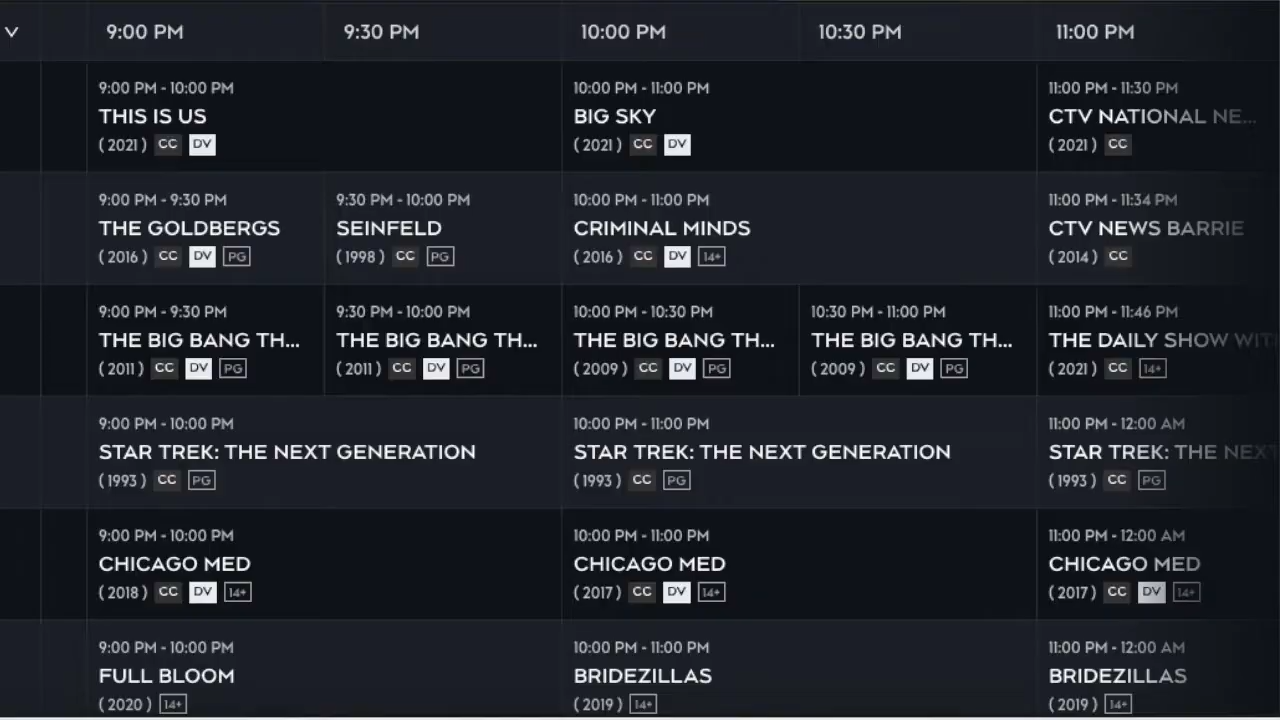 9:00 PM 9:30 PM 10:00 PM 10:30 PM 11:00 PM
9:00 PM - 10:00 PM 10:00 PM - 11:00 PM 11:00 PM - 11:30 PM
THIS IS US BIG SKY CTV NATIONAL NE...
( 2021 ) CC DV ( 2021 ) CC DV ( 2021 ) CC
9:00 PM - 9:30 PM 9:30 PM - 10:00 PM 10:00 PM - 11:00 PM 11:00 PM - 11:34 PM
THE GOLDBERGS SEINFELD CRIMINAL MINDS CTV NEWS BARRIE
( 2016 ) CC DV PG ( 1998 ) CC PG ( 2016 ) CC DV 14+ ( 2014 ) CC
9:00 PM - 9:30 PM 9:30 PM - 10:00 PM 10:00 PM - 10:30 PM 10:30 PM - 11:00 PM 11:00 PM - 11:46 PM
THE BIG BANG TH... THE BIG BANG TH... THE BIG BANG TH... THE BIG BANG TH... THE DAILY SHOW WIT
( 2011 ) CC DV PG ( 2011 ) CC DV PG ( 2009 ) CC DV PG ( 2009 ) CC DV PG ( 2021 ) CC 14+
9:00 PM - 10:00 PM 10:00 PM - 11:00 PM 11:00 PM - 12:00 AM
STAR TREK: THE NEXT GENERATION STAR TREK: THE NEXT GENERATION STAR TREK: THE NEXT
( 1993 ) CC PG ( 1993 ) CC PG ( 1993 ) CC PG
9:00 PM - 10:00 PM 10:00 PM - 11:00 PM 11:00 PM - 12:00 AM
CHICAGO MED CHICAGO MED CHICAGO MED
( 2018 ) CC DV 14+ ( 2017 ) CC DV 14+ ( 2017 ) CC DV 14+
9:00 PM - 10:00 PM 10:00 PM - 11:00 PM 11:00 PM - 12:00 AM
FULL BLOOM BRIDEZILLAS BRIDEZILLAS
( 2020 ) 14+ ( 2019 ) 14+ ( 2019 ) 14+